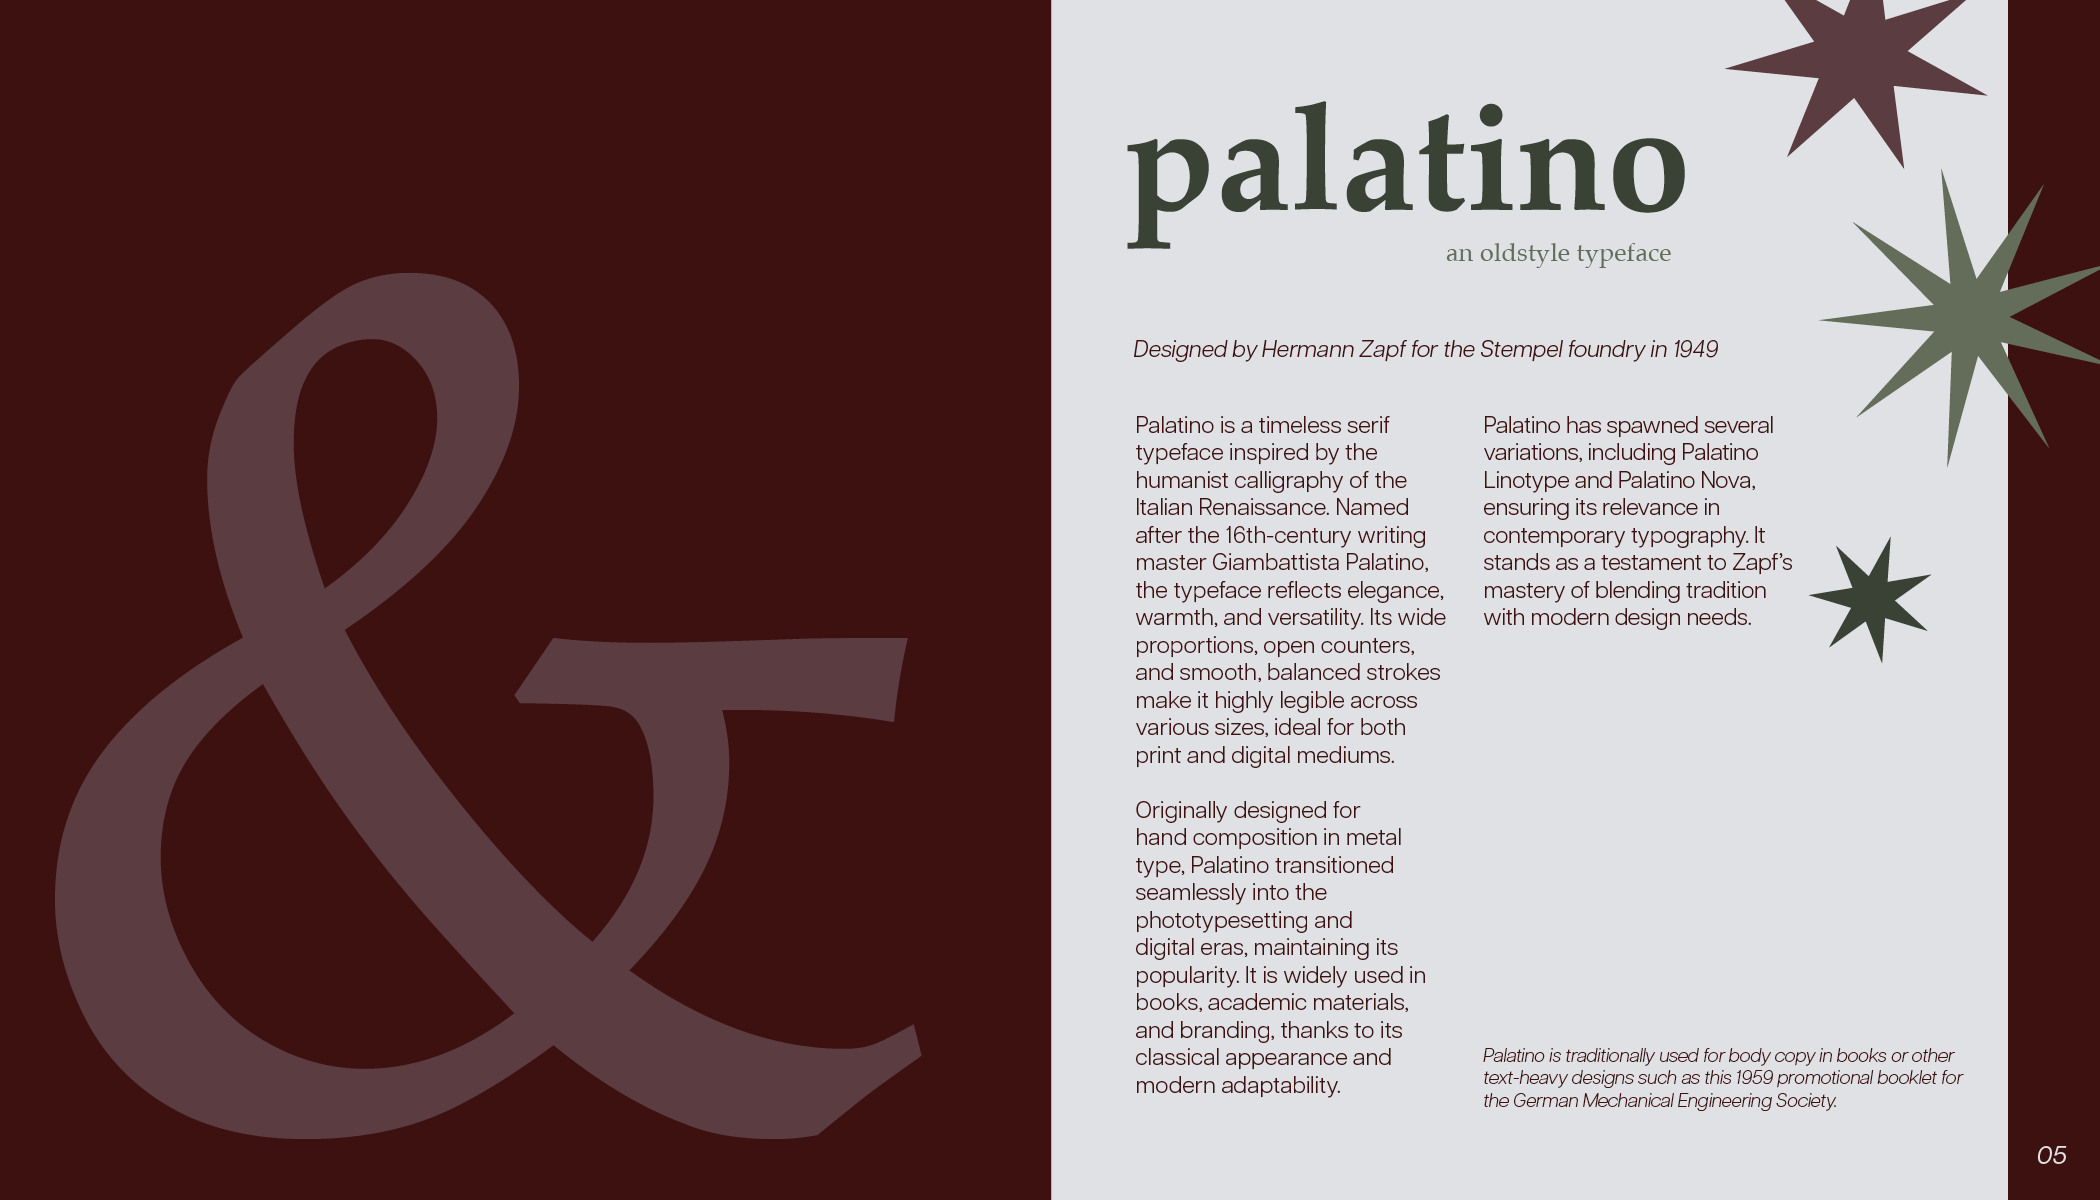 &
palatino
an oldstyle typeface
Designed by Hermann Zapf for the Stempel foundry in 1949
Palatino is a timeless serif
typeface inspired by the
humanist calligraphy of the
Italian Renaissance. Named
after the 16th-century writing
master Giambattista Palatino,
the typeface reflects elegance,
warmth, and versatility. Its wide
proportions, open counters,
and smooth, balanced strokes
make it highly legible across
various sizes, ideal for both
print and digital mediums.
Originally designed for
hand composition in metal
type, Palatino transitioned
seamlessly into the
phototypesetting and
digital eras, maintaining its
popularity. It is widely used in
books, academic materials,
and branding, thanks to its
classical appearance and
modern adaptability.
Palatino has spawned several
variations, including Palatino
Linotype and Palatino Nova,
ensuring its relevance in
contemporary typography. It
stands as a testament to Zapf’s
mastery of blending tradition
with modern design needs.
Palatino is traditionally used for body copy in books or other
text-heavy designs such as this 1959 promotional booklet for
the German Mechanical Engineering Society.
05